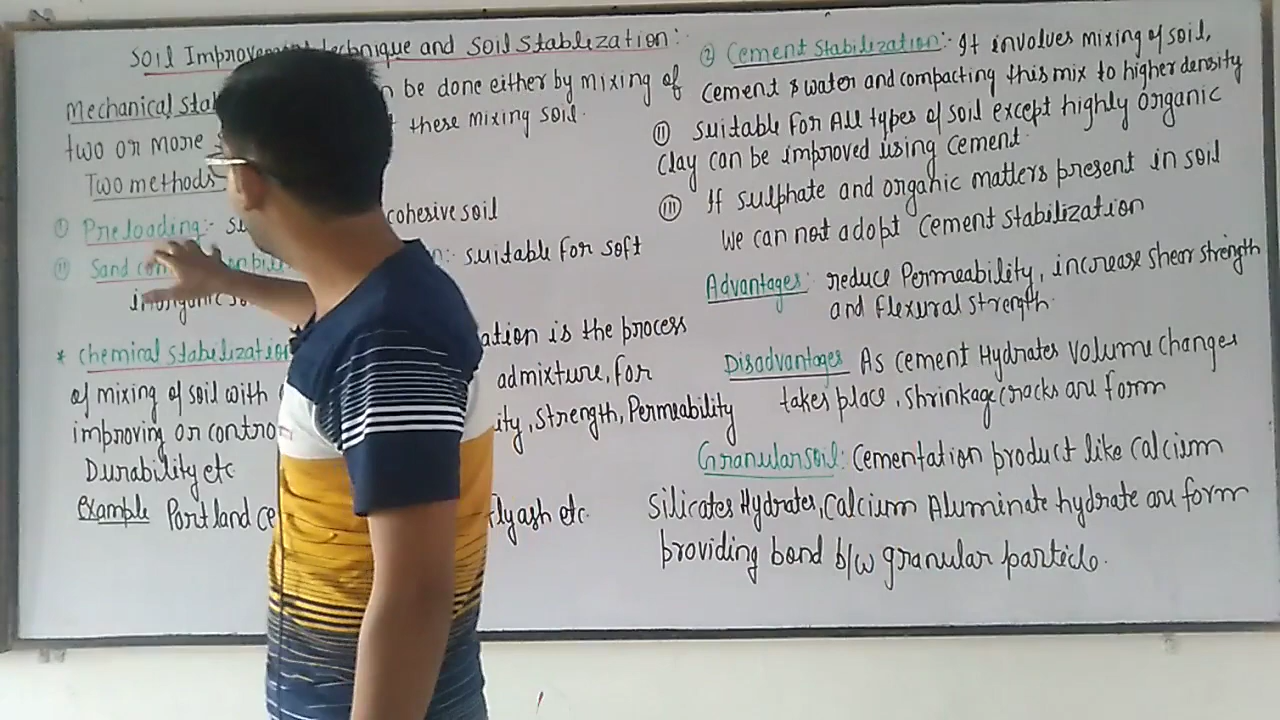 Soil Improvement technique and soil stablization:
Mechanical n be done either by mixing of
two or more these mixing soil.
Two methods
① Preloading:- cohesive soil
⑪ Sand : suitable for soft
* chemical stabelization ation is the process
of mixing of soil with admixture, for
improving or contro ity, strength, Permeability
Durability etc
Example Portland ce flyash etc.
② Cement stabilization:- It involves mixing of soil,
cement & water and compacting this mix to higher density
⑪ suitable for All types of soil except highly organic
clay can be improved using cement.
⑪⑪ If sulphate and organic matters present in soil
we can not adopt cement stabilization
Advantages: reduce Permeability, increase shear strength
and flexural strength.
Disadvantages As cement Hydrates volume changes
takes place, shrinkage cracks are form
Granular soil: Cementation product like calcium
silicates Hydrates, Calcium Aluminate hydrate are form
providing bond b/w granular particle.